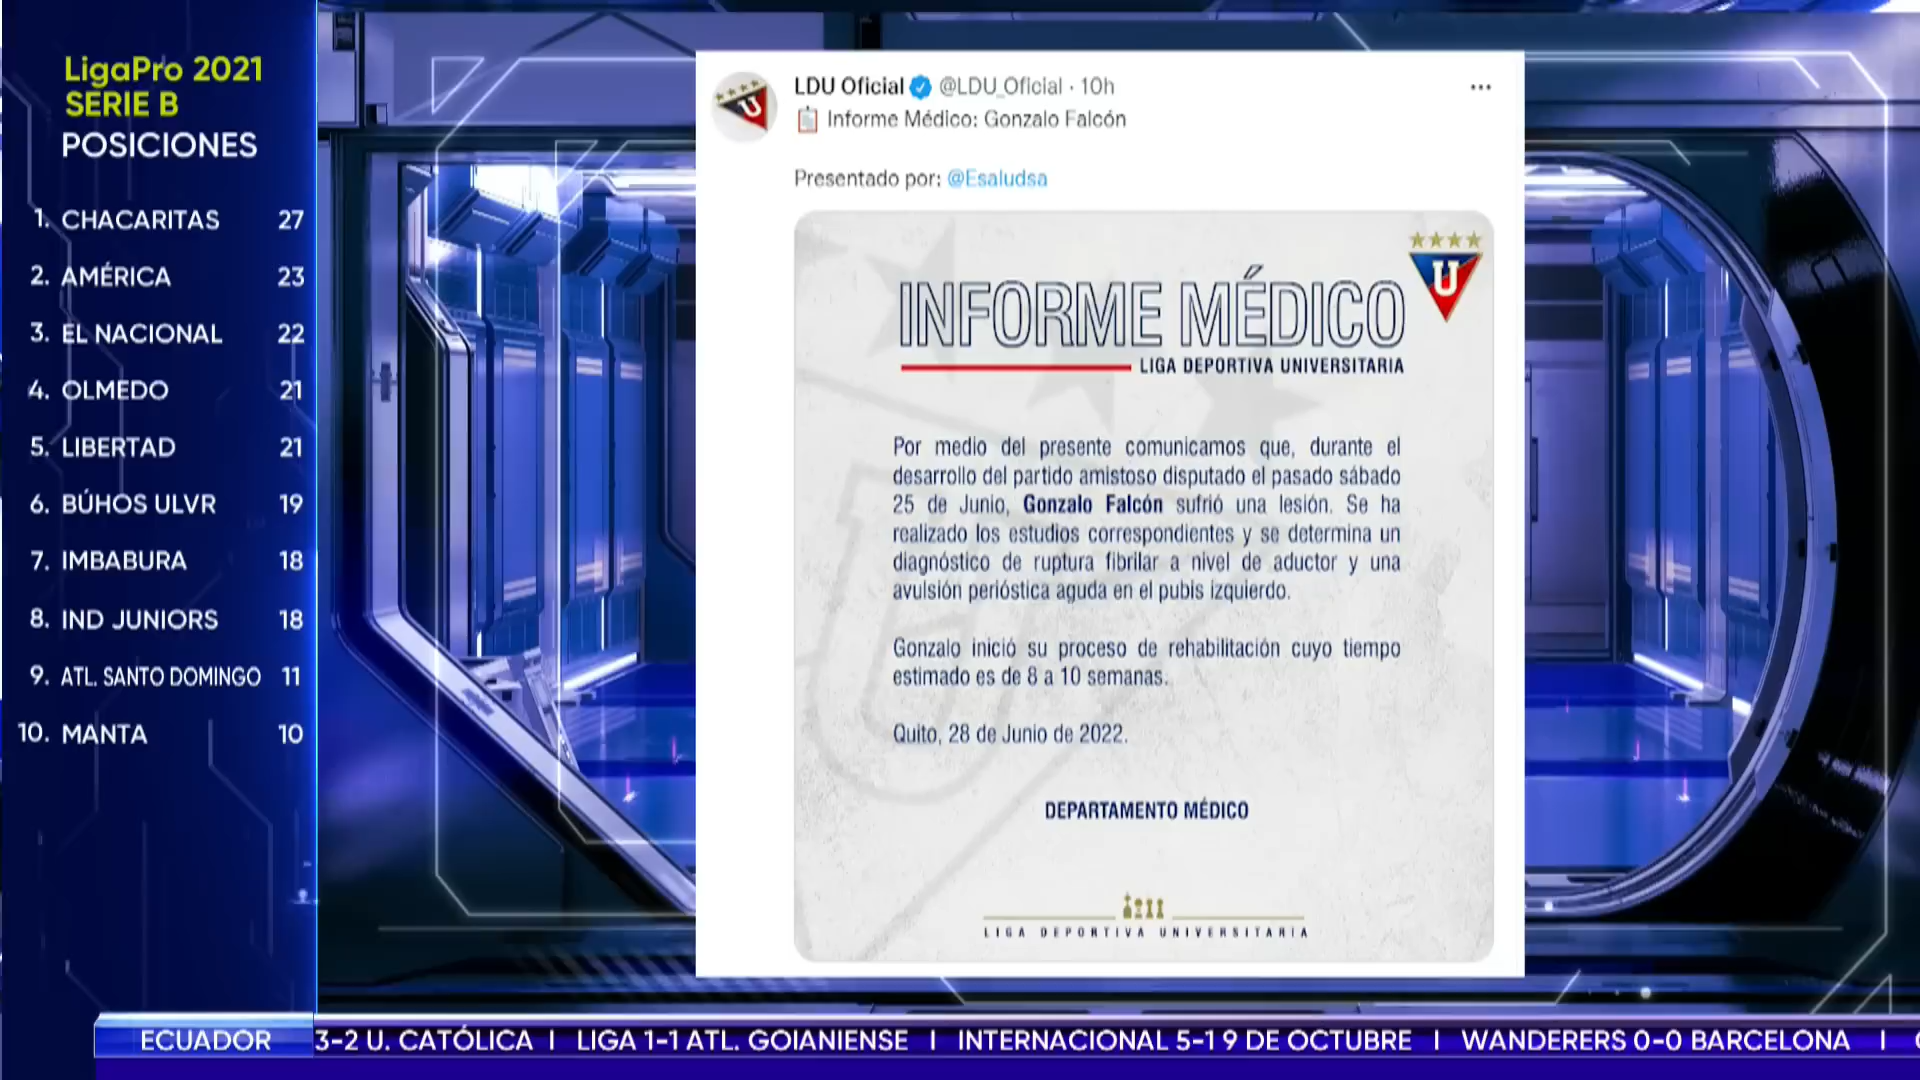 LigaPro 2021
SERIE B
POSICIONES
1. CHACARITAS 27
2. AMÉRICA 23
3. EL NACIONAL 22
4. OLMEDO 21
5. LIBERTAD 21
6. BÚHOS ULVR 19
7. IMBABURA 18
8. IND JUNIORS 18
9. ATL. SANTO DOMINGO 11
10. MANTA 10
LDU Oficial @LDU_Oficial · 10h
Informe Médico: Gonzalo Falcón
Presentado por: @Esaludsa
U
INFORME MÉDICO
LIGA DEPORTIVA UNIVERSITARIA
Por medio del presente comunicamos que, durante el
desarrollo del partido amistoso disputado el pasado sábado
25 de Junio, Gonzalo Falcón sufrió una lesión. Se ha
realizado los estudios correspondientes y se determina un
diagnóstico de ruptura fibrilar a nivel de aductor y una
avulsión perióstica aguda en el pubis izquierdo.
Gonzalo inició su proceso de rehabilitación cuyo tiempo
estimado es de 8 a 10 semanas.
Quito, 28 de Junio de 2022.
DEPARTAMENTO MÉDICO
LIGA DEPORTIVA UNIVERSITARIA
ECUADOR 3-2 U. CATÓLICA | LIGA 1-1 ATL. GOIANIENSE | INTERNACIONAL 5-1 9 DE OCTUBRE | WANDERERS 0-0 BARCELONA |